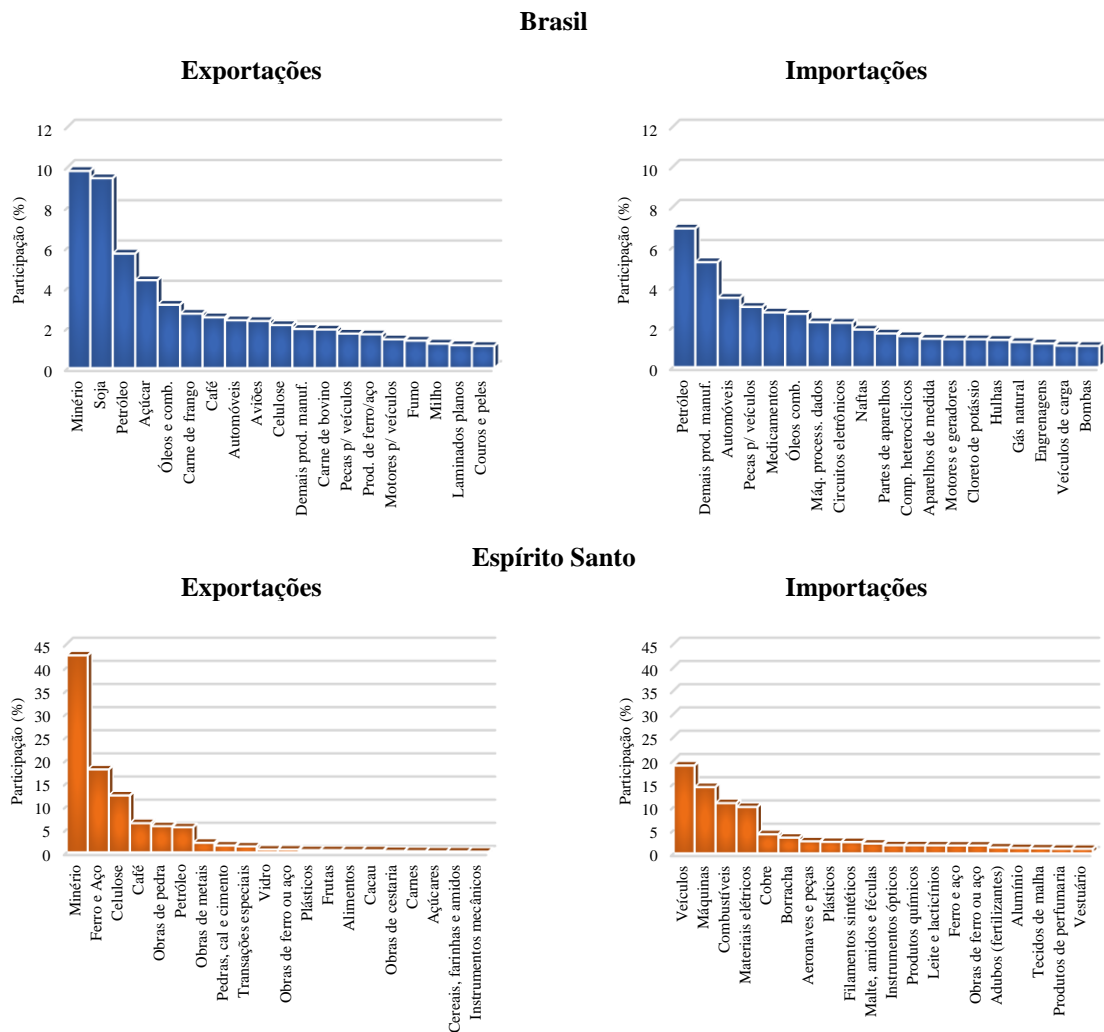 Brasil
Exportações
Participação (%)
12
10
8
6
4
2
0
Minério
Soja
Petróleo
Açúcar
Óleos e comb.
Carne de frango
Café
Automóveis
Aviões
Celulose
Demais prod. manuf.
Carne de bovino
Pecas p/ veículos
Prod. de ferro/aço
Motores p/ veículos
Fumo
Milho
Laminados planos
Couros e peles
Importações
Participação (%)
12
10
8
6
4
2
0
Petróleo
Demais prod. manuf.
Automóveis
Pecas p/ veículos
Medicamentos
Óleos comb.
Máq. process. dados
Circuitos eletrônicos
Naftas
Partes de aparelhos
Comp. heterocíclicos
Aparelhos de medida
Motores e geradores
Cloreto de potássio
Hulhas
Gás natural
Engrenagens
Veículos de carga
Bombas
Espírito Santo
Exportações
Participação (%)
45
40
35
30
25
20
15
10
5
0
Minério
Ferro e Aço
Celulose
Café
Obras de pedra
Petróleo
Obras de metais
Pedras, cal e cimento
Transações especiais
Vidro
Obras de ferro ou aço
Plásticos
Frutas
Alimentos
Cacau
Obras de cestaria
Carnes
Açúcares
Cereais, farinhas e amidos
Instrumentos mecânicos
Importações
Participação (%)
45
40
35
30
25
20
15
10
5
0
Veículos
Máquinas
Combustíveis
Materiais elétricos
Cobre
Borracha
Aeronaves e peças
Plásticos
Filamentos sintéticos
Malte, amidos e féculas
Instrumentos ópticos
Produtos químicos
Leite e lacticínios
Ferro e aço
Obras de ferro ou aço
Adubos (fertilizantes)
Alumínio
Tecidos de malha
Produtos de perfumaria
Vestuário